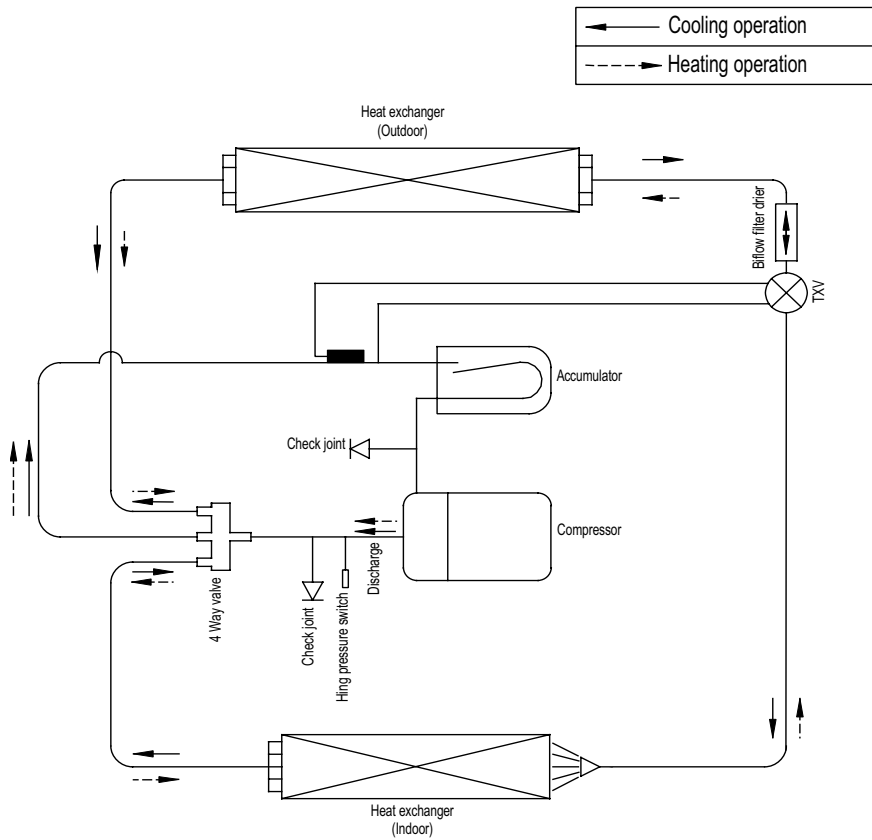 Cooling operation
Heating operation
Heat exchanger
(Outdoor)
Biflow filter drier
TXV
Accumulator
Check joint
Compressor
Discharge
4 Way valve
Check joint
Hing pressure switch
Heat exchanger
(Indoor)